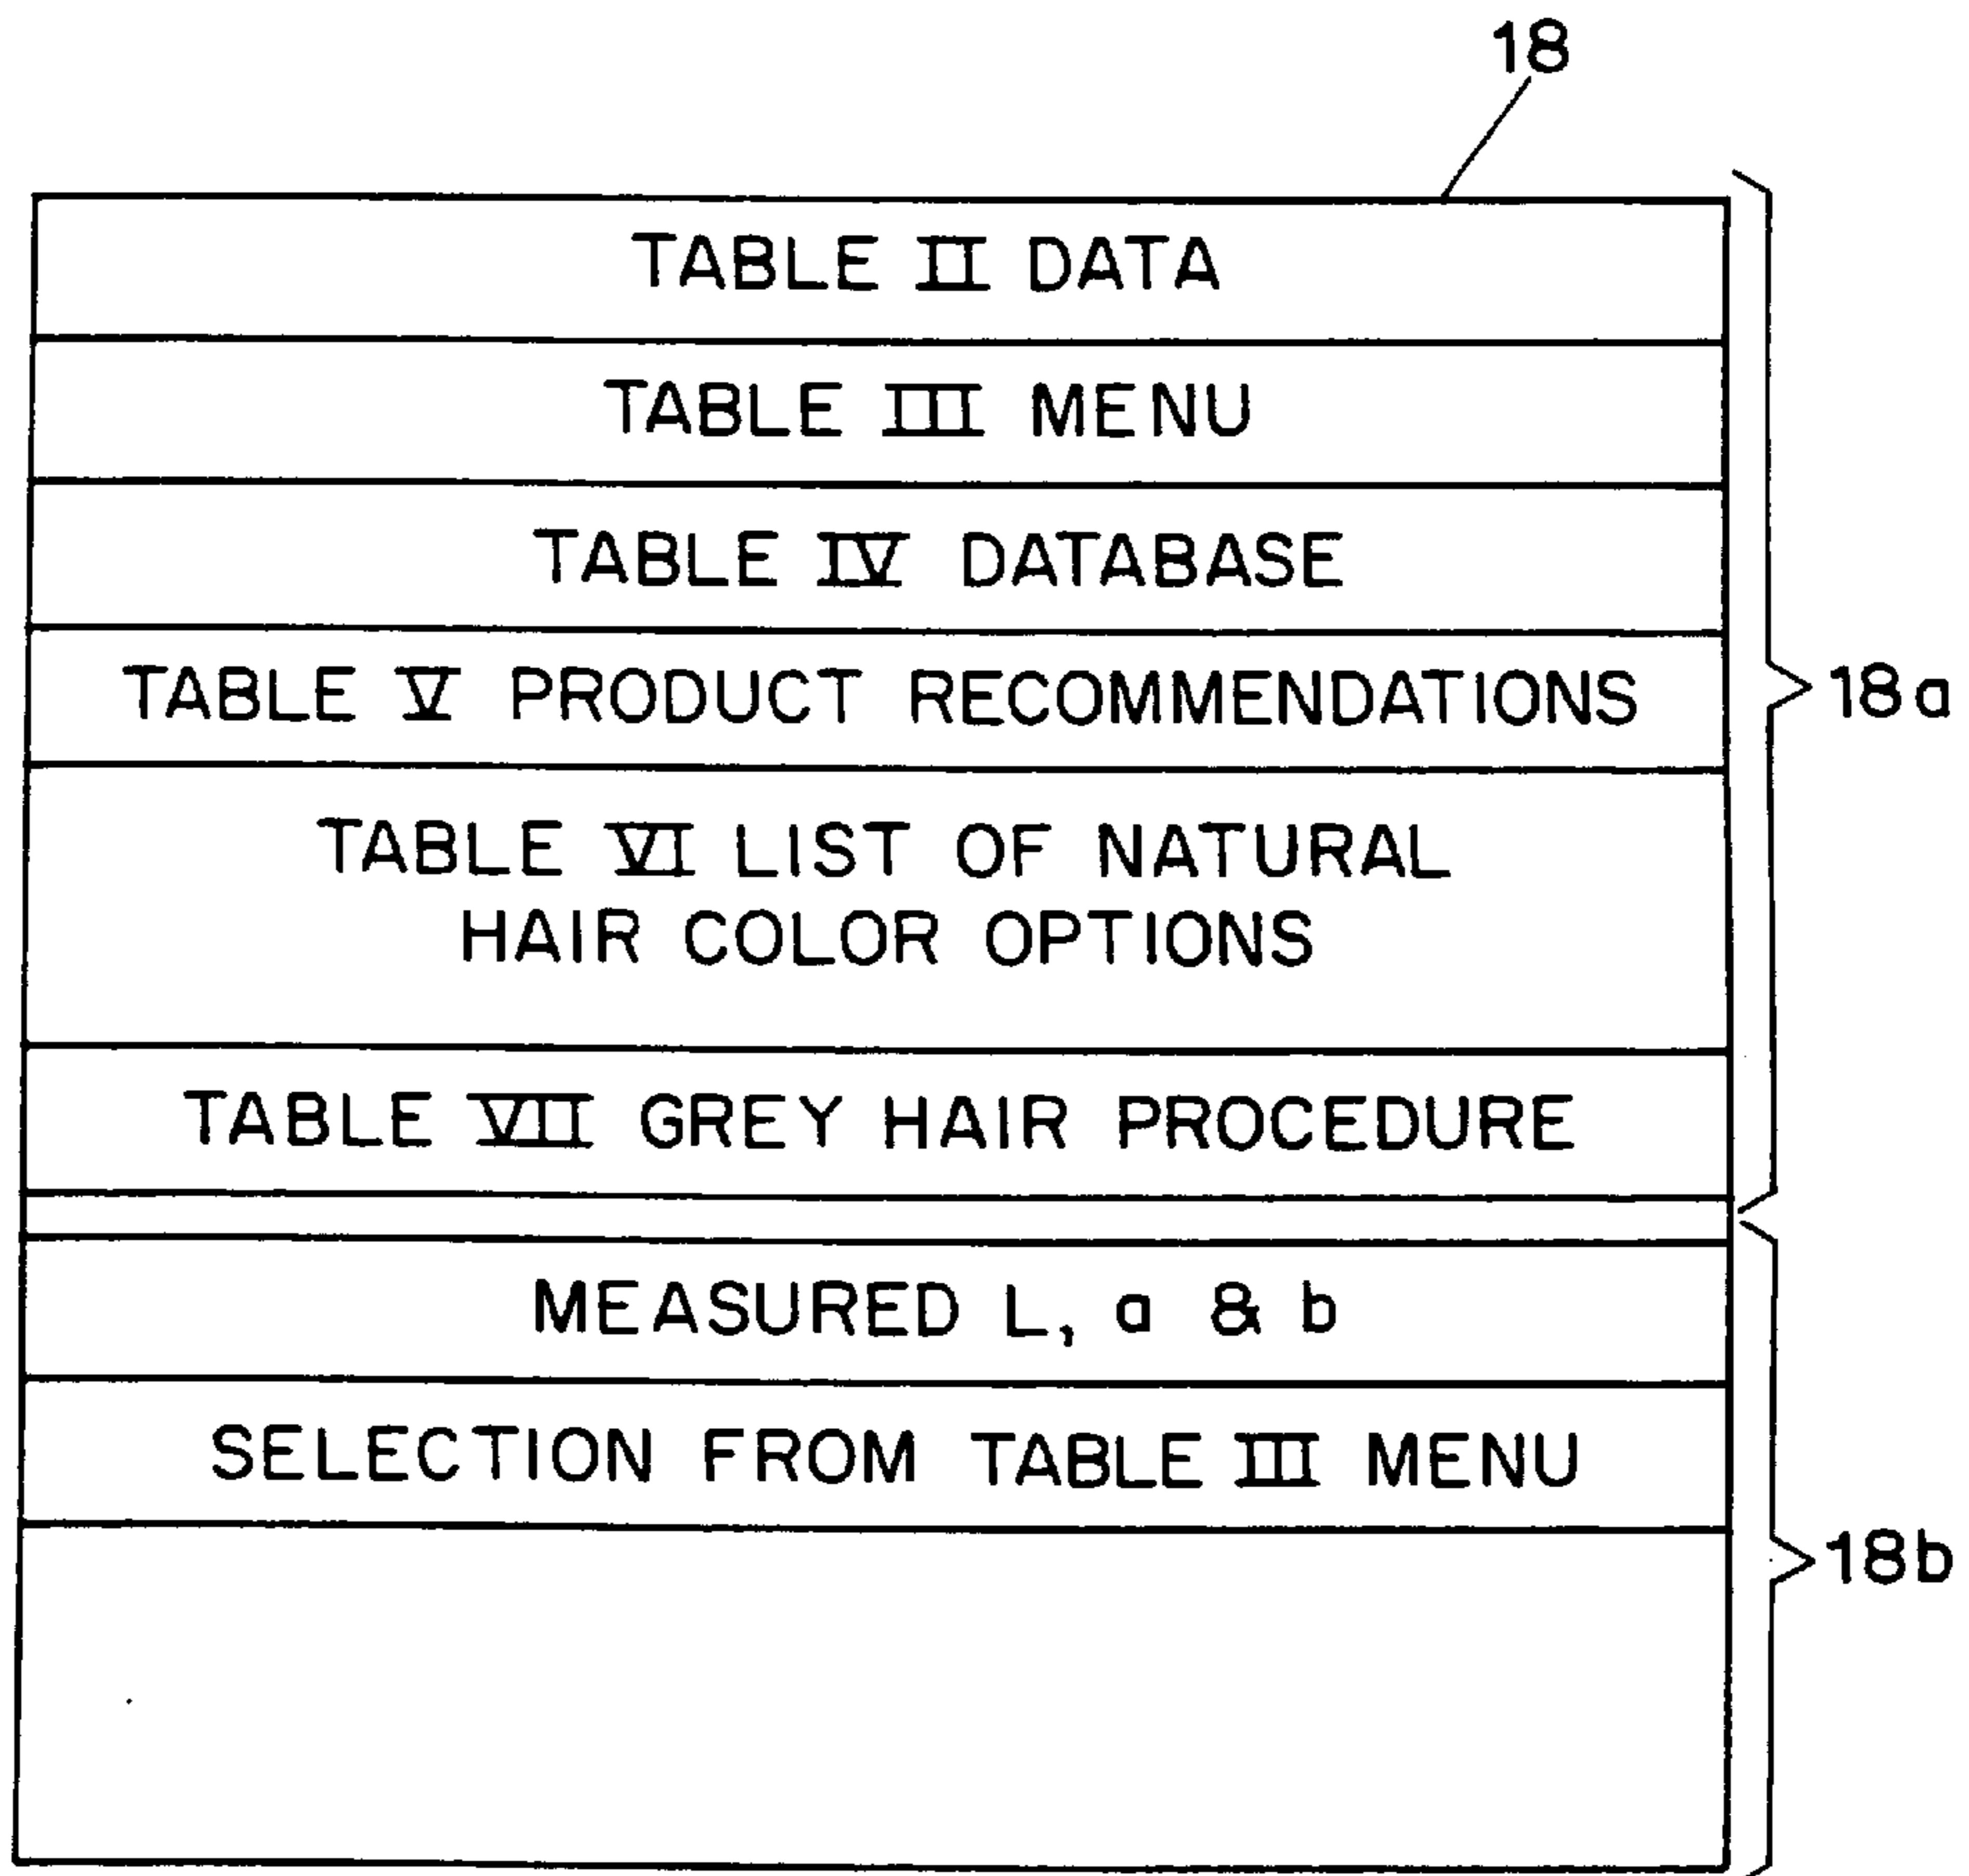 18
TABLE II DATA
TABLE III MENU
TABLE IV DATABASE
TABLE V PRODUCT RECOMMENDATIONS
18a
TABLE VI LIST OF NATURAL
HAIR COLOR OPTIONS
TABLE VII GREY HAIR PROCEDURE
MEASURED L, a & b
SELECTION FROM TABLE III MENU
18b